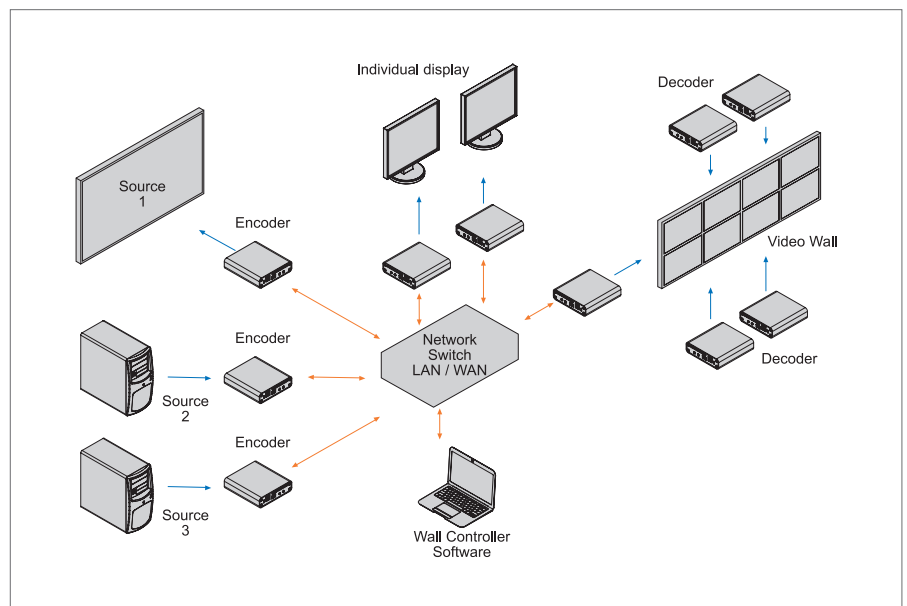 Individual display
Decoder
Source
1
Encoder
Video Wall
Encoder
Network
Switch
LAN / WAN
Decoder
Source
2
Encoder
Source
3
Wall Controller
Software